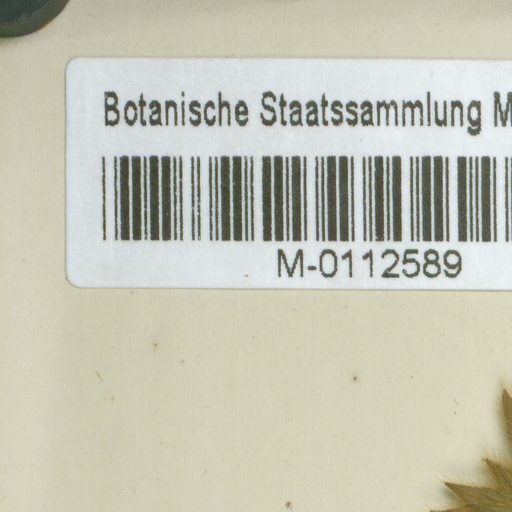 Botanische Staatssammlung M
M-0112589